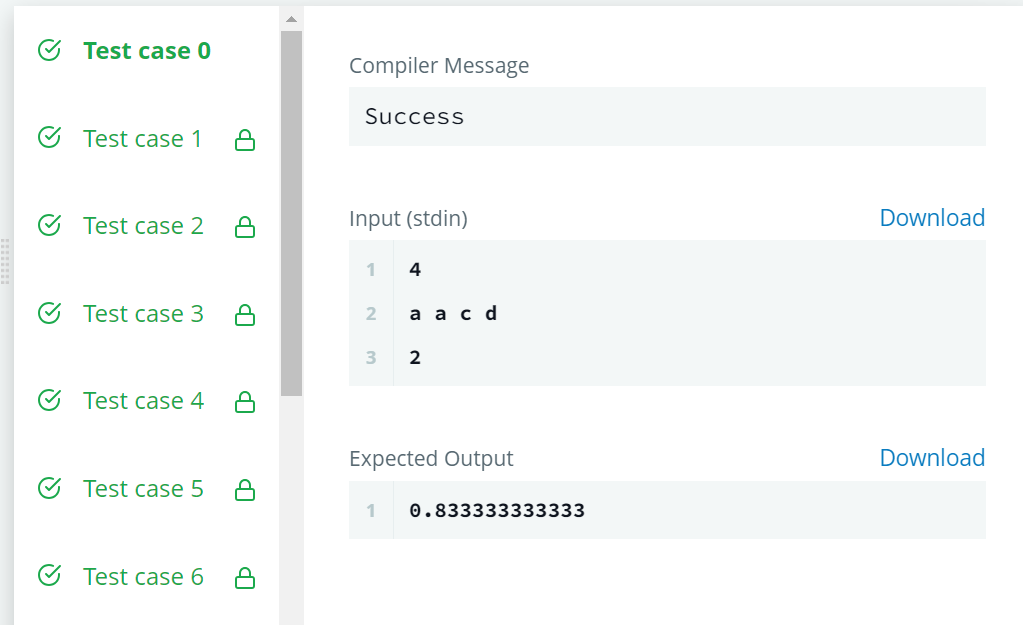 Test case 0
Test case 1
Test case 2
Test case 3
Test case 4
Test case 5
Test case 6
Compiler Message
Success
Input (stdin)
Download
1 4
2 a a c d
3 2
Expected Output
Download
1 0.833333333333